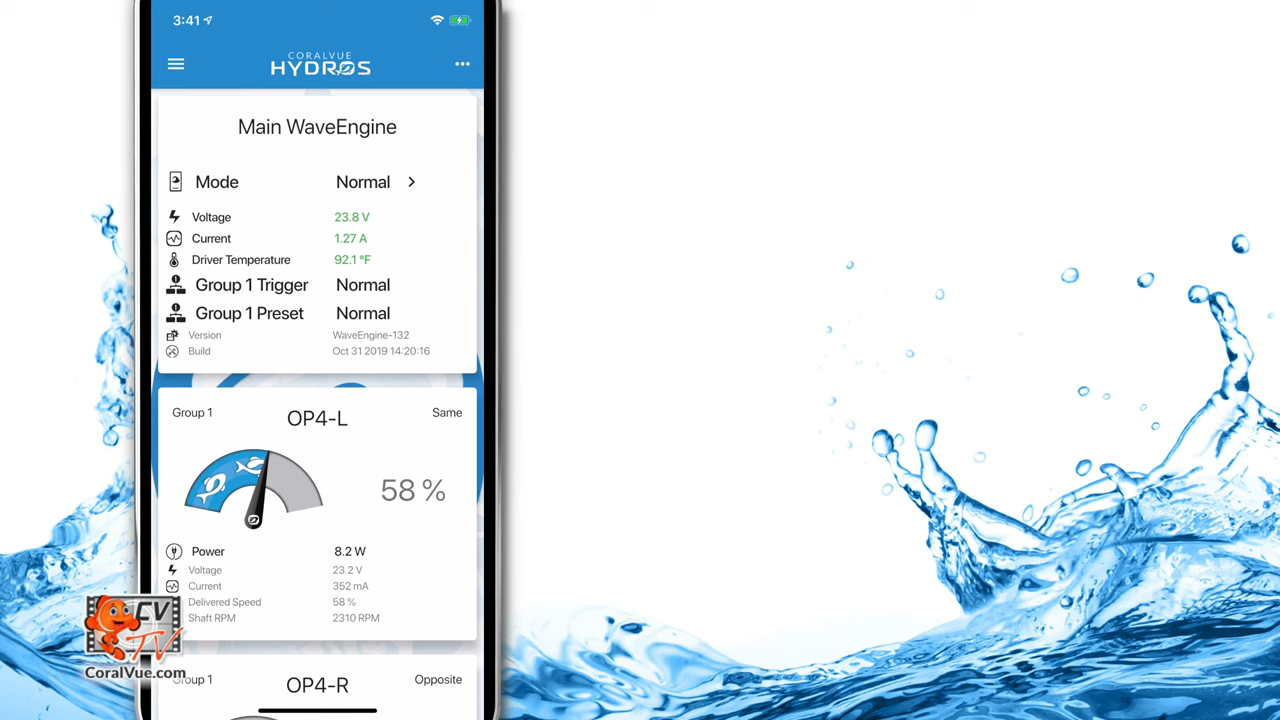 3:41
CORALVUE
HYDROS
Main WaveEngine
Mode Normal
Voltage 23.8 V
Current 1.27 A
Driver Temperature 92.1 °F
Group 1 Trigger Normal
Group 1 Preset Normal
Version WaveEngine-132
Build Oct 31 2019 14:20:16
Group 1 OP4-L Same
58 %
Power 8.2 W
Voltage 23.2 V
Current 352 mA
Delivered Speed 58 %
Shaft RPM 2310 RPM
CV
TV
CoralVue.com
Group 1 OP4-R Opposite